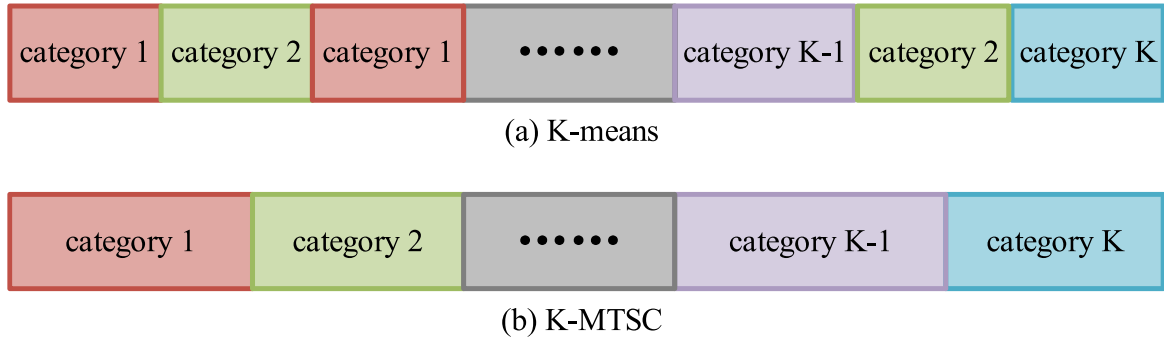 category 1 category 2 category 1 •••••• category K-1 category 2 category K
(a) K-means
category 1 category 2 •••••• category K-1 category K
(b) K-MTSC